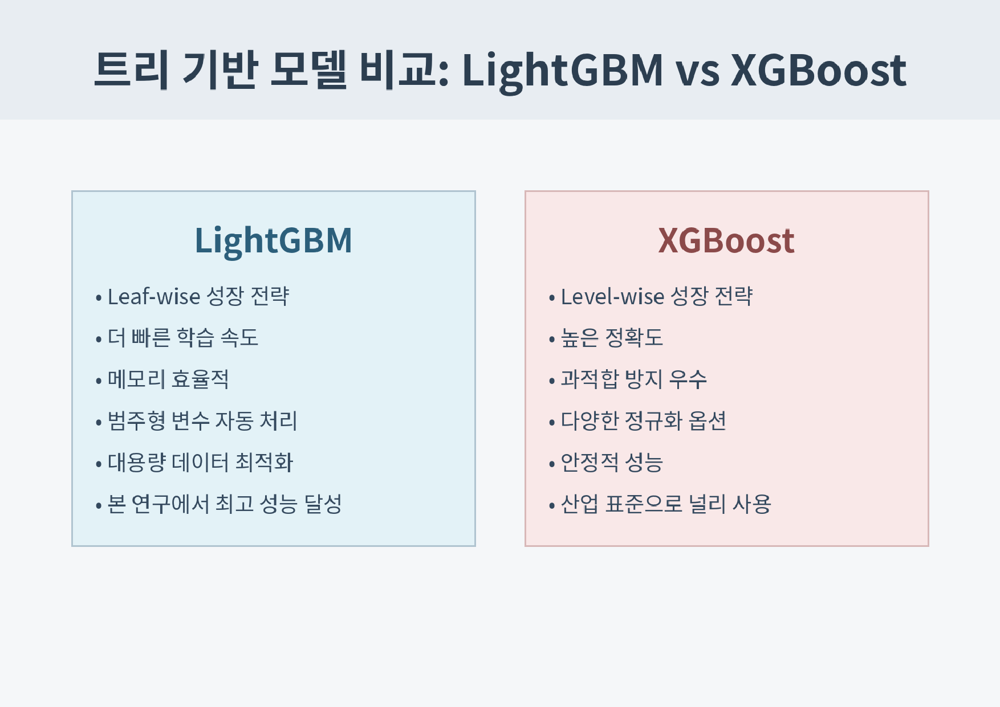 트리 기반 모델 비교: LightGBM vs XGBoost
LightGBM
• Leaf-wise 성장 전략
• 더 빠른 학습 속도
• 메모리 효율적
• 범주형 변수 자동 처리
• 대용량 데이터 최적화
• 본 연구에서 최고 성능 달성
XGBoost
• Level-wise 성장 전략
• 높은 정확도
• 과적합 방지 우수
• 다양한 정규화 옵션
• 안정적 성능
• 산업 표준으로 널리 사용